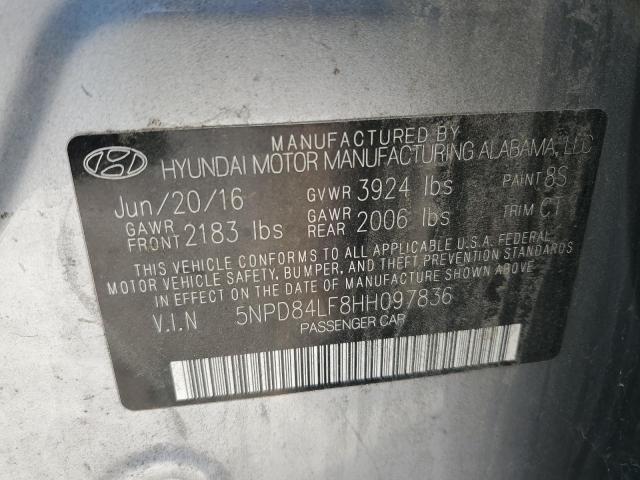 MANUFACTURED BY
HYUNDAI MOTOR MANUFACTURING ALABAMA, LLC
Jun/20/16 GVWR 3924 lbs PAINT 8S
GAWR FRONT 2183 lbs GAWR REAR 2006 lbs TRIM CT
THIS VEHICLE CONFORMS TO ALL APPLICABLE U.S. FEDERAL
MOTOR VEHICLE SAFETY, BUMPER, AND THEFT PREVENTION
STANDARDS IN EFFECT ON THE DATE OF MANUFACTURE SHOWN ABOVE.
V.I.N 5NPD84LF8HH097836
PASSENGER CAR